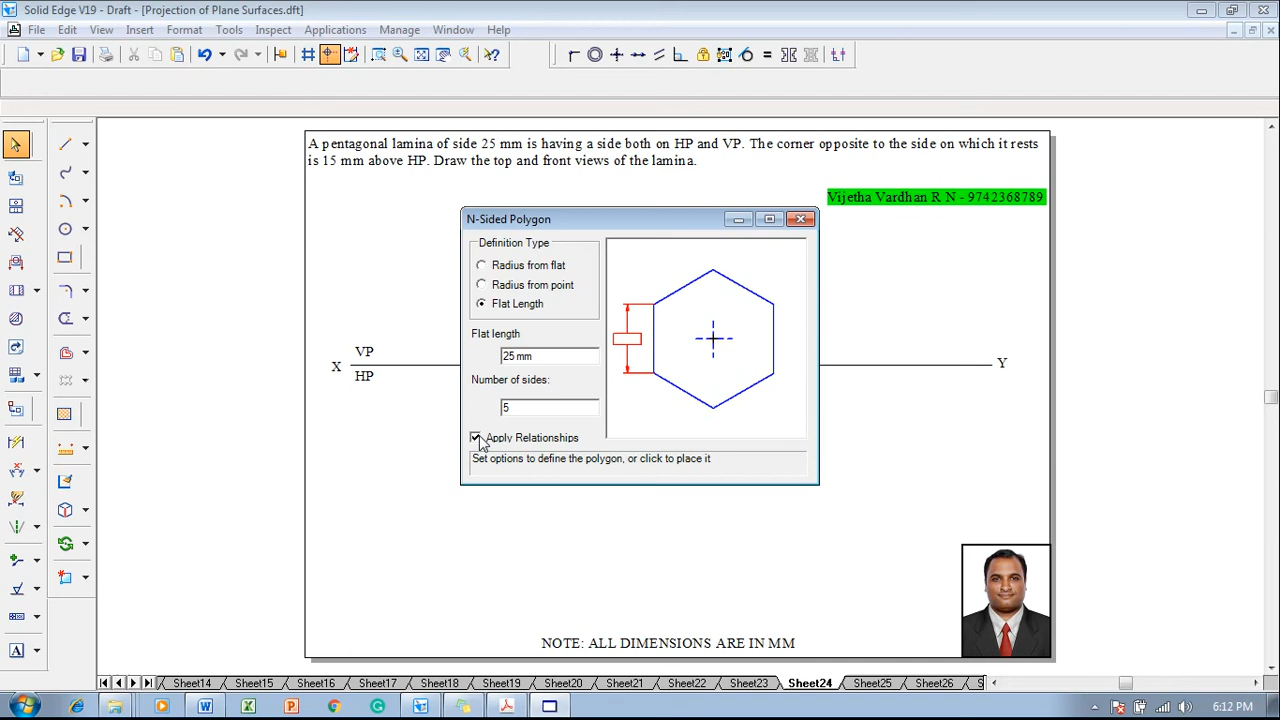 Solid Edge V19 - Draft - [Projection of Plane Surfaces.dft]
File Edit View Insert Format Tools Inspect Applications Manage Window Help
A pentagonal lamina of side 25 mm is having a side both on HP and VP. The corner opposite to the side on which it rests
is 15 mm above HP. Draw the top and front views of the lamina.
Vijetha Vardhan R N - 9742368789
N-Sided Polygon
Definition Type
Radius from flat
Radius from point
Flat Length
Flat length
25 mm
Number of sides:
5
Apply Relationships
Set options to define the polygon, or click to place it
VP
X
Y
HP
NOTE: ALL DIMENSIONS ARE IN MM
Sheet14 Sheet15 Sheet16 Sheet17 Sheet18 Sheet19 Sheet20 Sheet21 Sheet22 Sheet23 Sheet24 Sheet25 Sheet26 S
6:12 PM